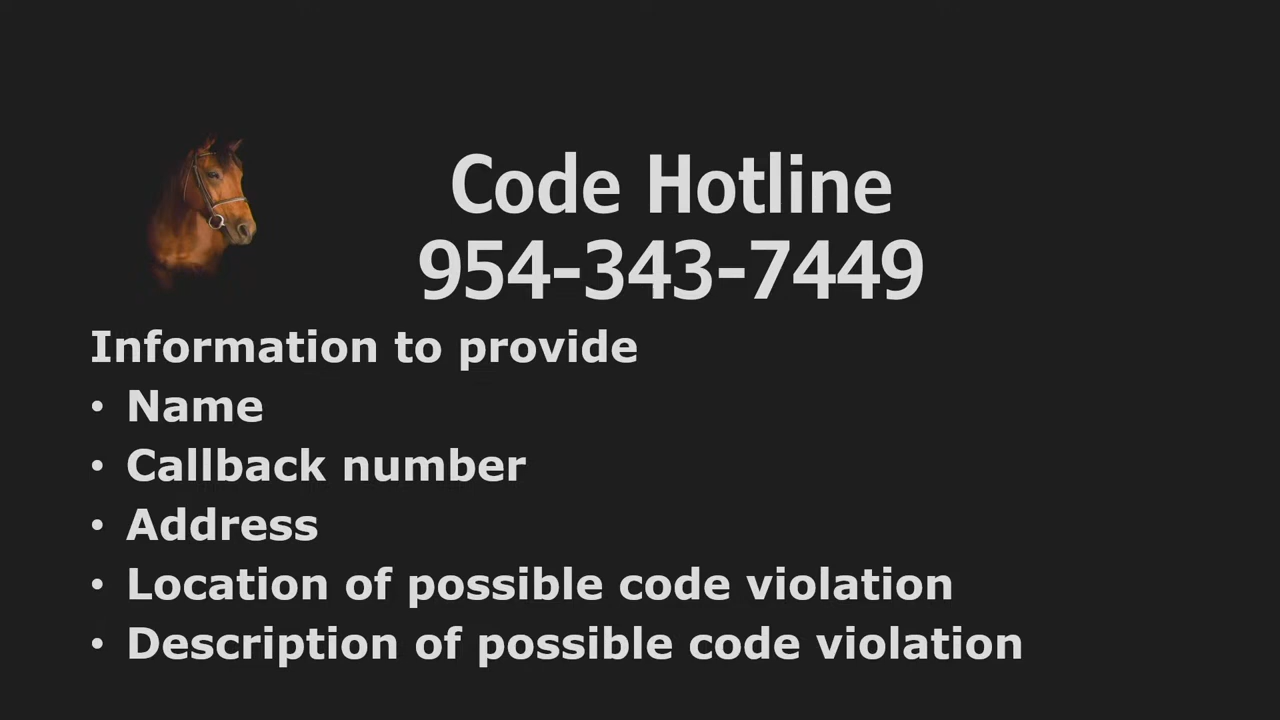 Code Hotline
954-343-7449
Information to provide
• Name
• Callback number
• Address
• Location of possible code violation
• Description of possible code violation